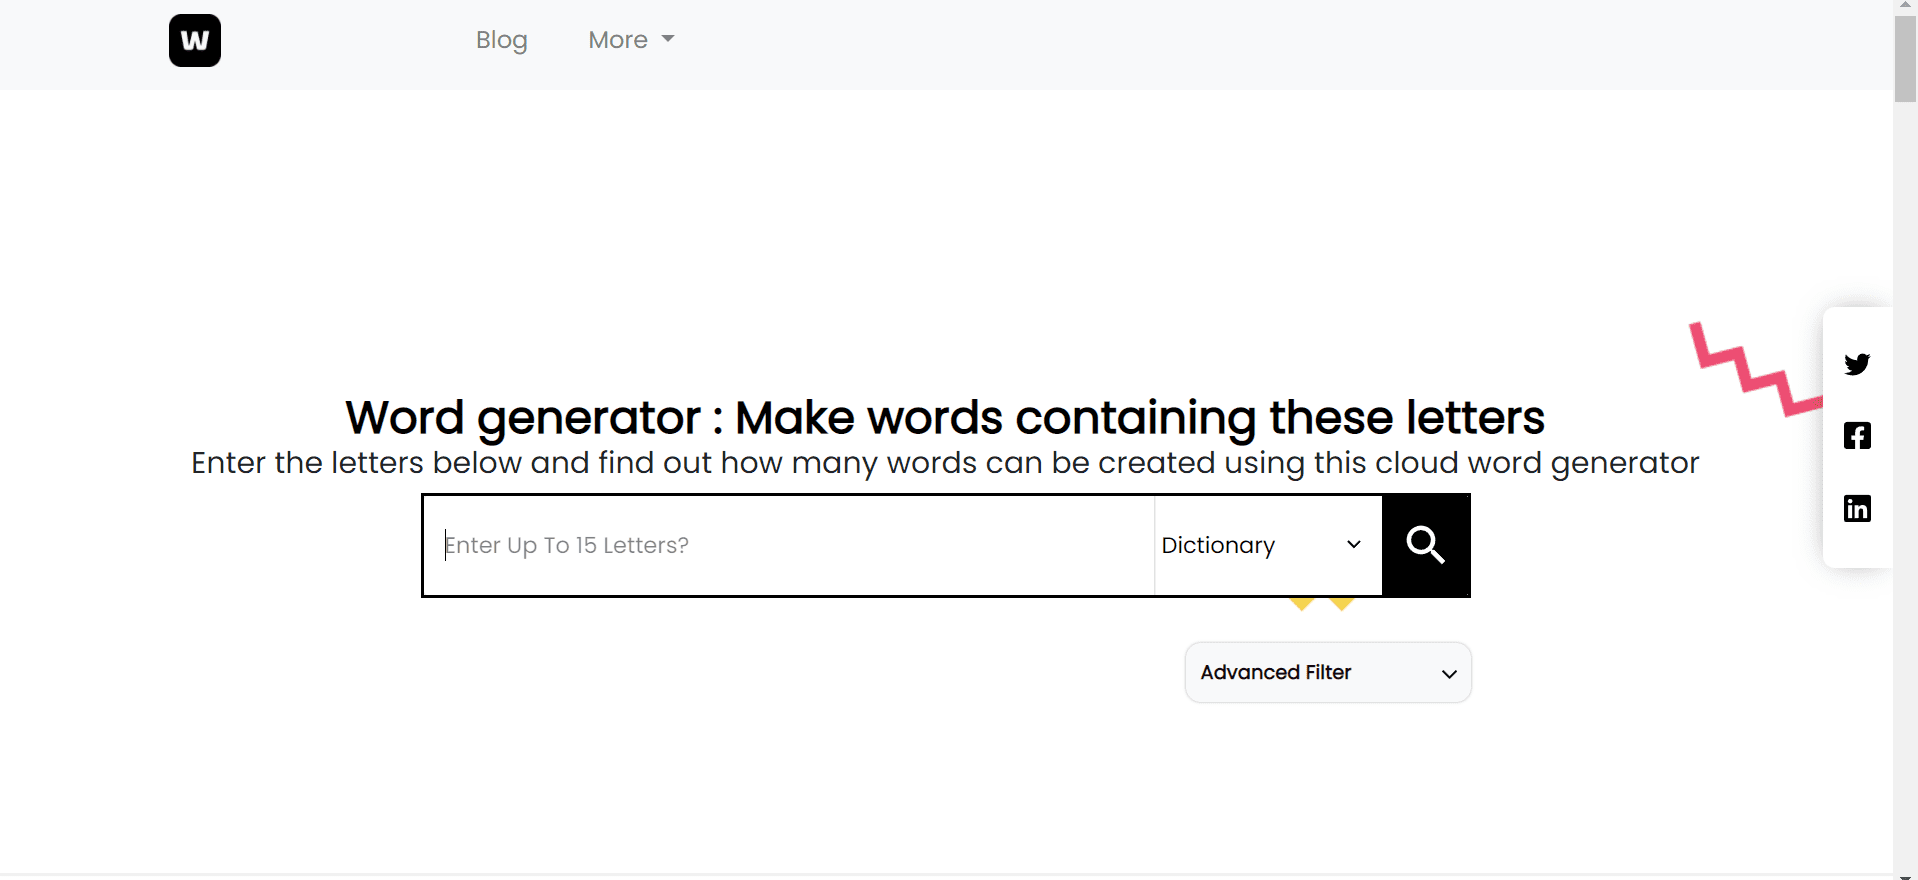 W
Blog
More
Word generator : Make words containing these letters
Enter the letters below and find out how many words can be created using this cloud word generator
Enter Up To 15 Letters?
Dictionary
Advanced Filter